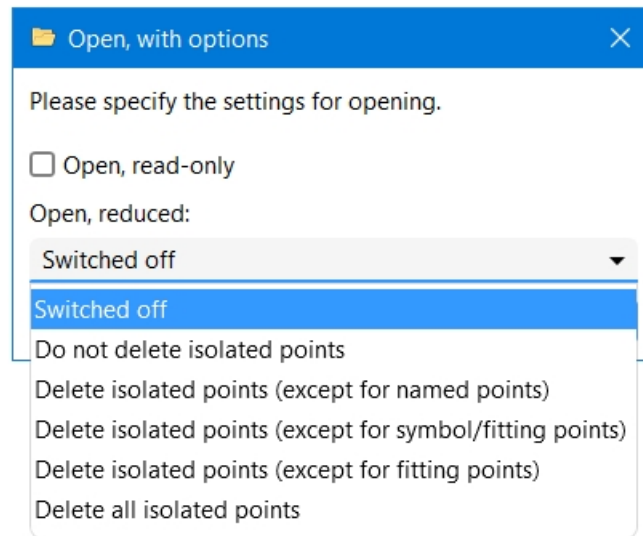 Open, with options
Please specify the settings for opening.
Open, read-only
Open, reduced:
Switched off
Switched off
Do not delete isolated points
Delete isolated points (except for named points)
Delete isolated points (except for symbol/fitting points)
Delete isolated points (except for fitting points)
Delete all isolated points